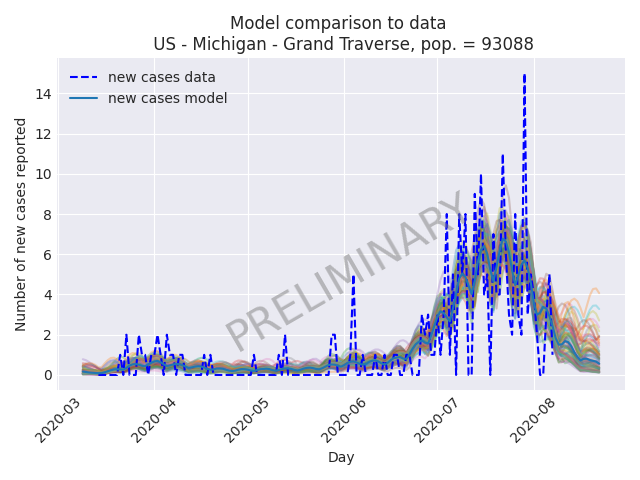 Model comparison to data
US - Michigan - Grand Traverse, pop. = 93088
new cases data
new cases model
PRELIMINARY
Number of new cases reported
14
12
10
8
6
4
2
0
2020-03
2020-04
2020-05
2020-06
2020-07
2020-08
Day